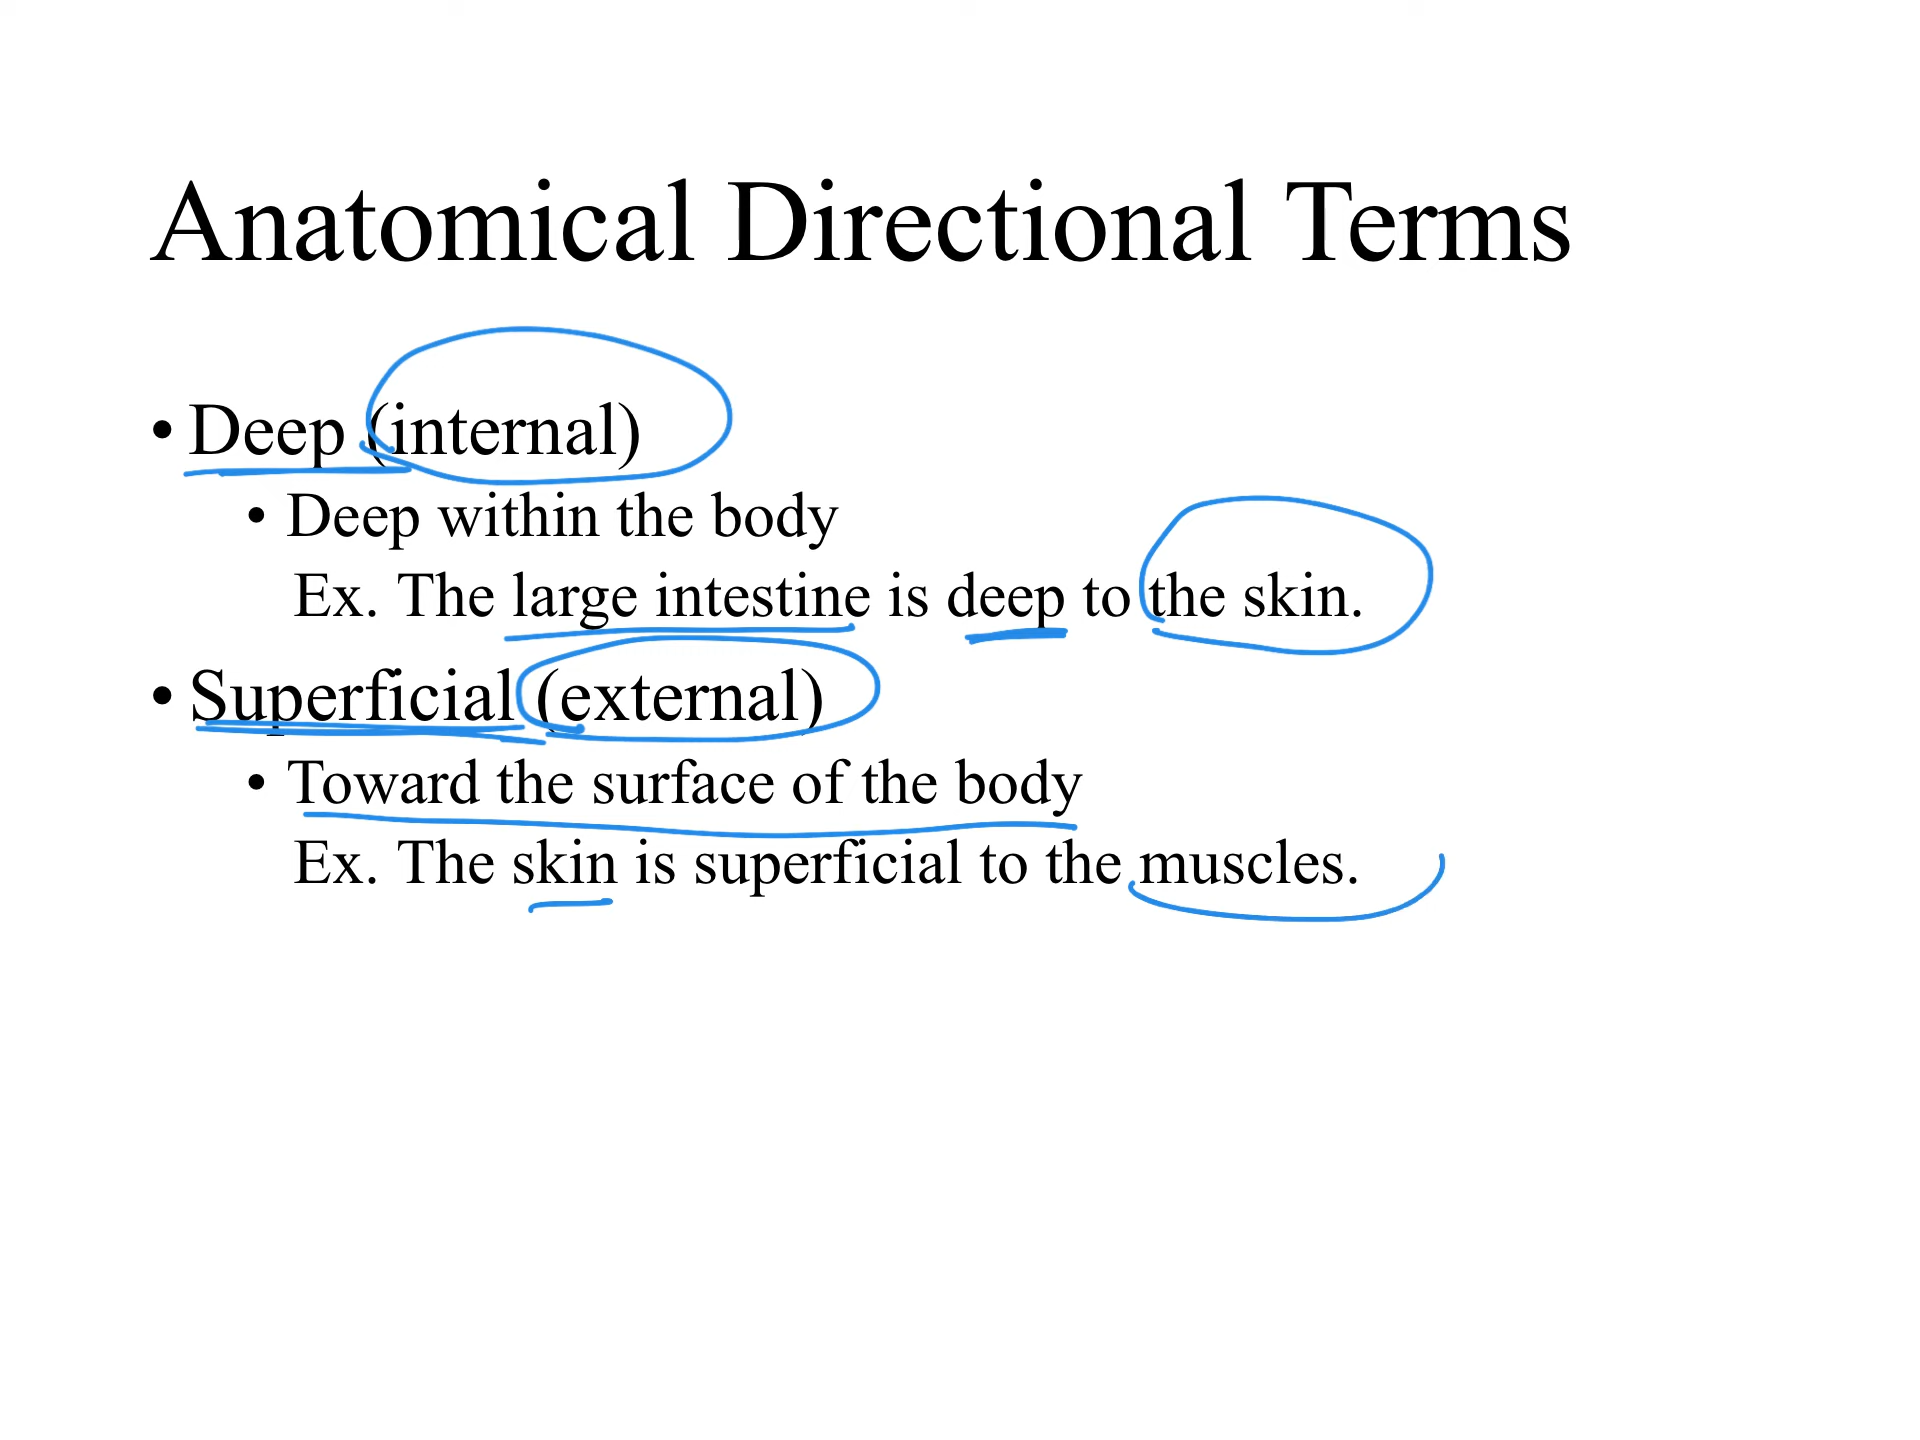 Anatomical Directional Terms
• Deep (internal)
• Deep within the body
Ex. The large intestine is deep to the skin.
• Superficial (external)
• Toward the surface of the body
Ex. The skin is superficial to the muscles.